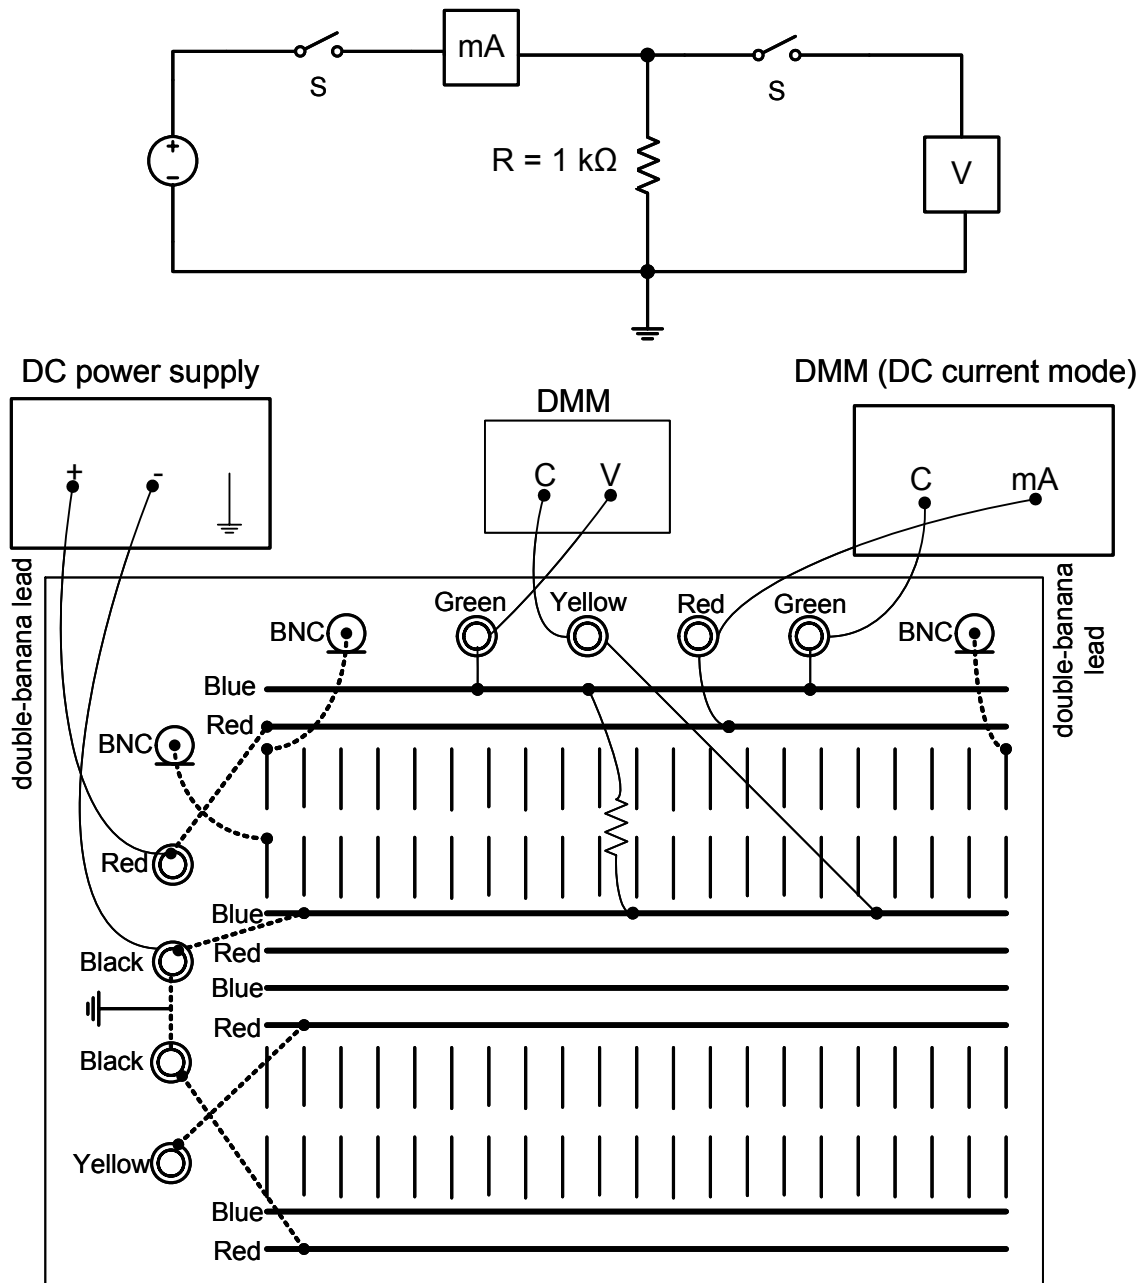 mA
S
S
+
-
R = 1 kΩ
V
DC power supply
DMM (DC current mode)
DMM
+
-
C
V
C
mA
double-banana lead
double-banana
lead
Green
Yellow
Red
Green
BNC
BNC
Blue
Red
BNC
Red
Blue
Black
Red
Blue
Red
Black
Yellow
Blue
Red